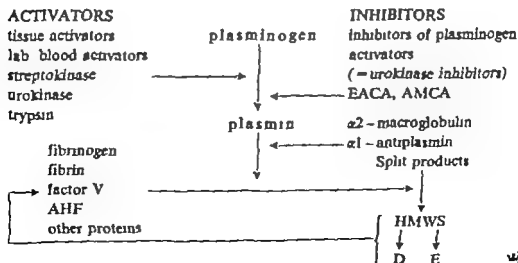 ACTIVATORS
tissue activators
lab blood activators
streptokinase
urokinase
trypsin
plasminogen
INHIBITORS
inhibitors of plasminogen
activators
(=urokinase inhibitors)
EACA, AMCA
plasmin
α2-macroglobulin
α1-antiplasmin
Split products
fibrinogen
fibrin
factor V
AHF
other proteins
HMWS
D E